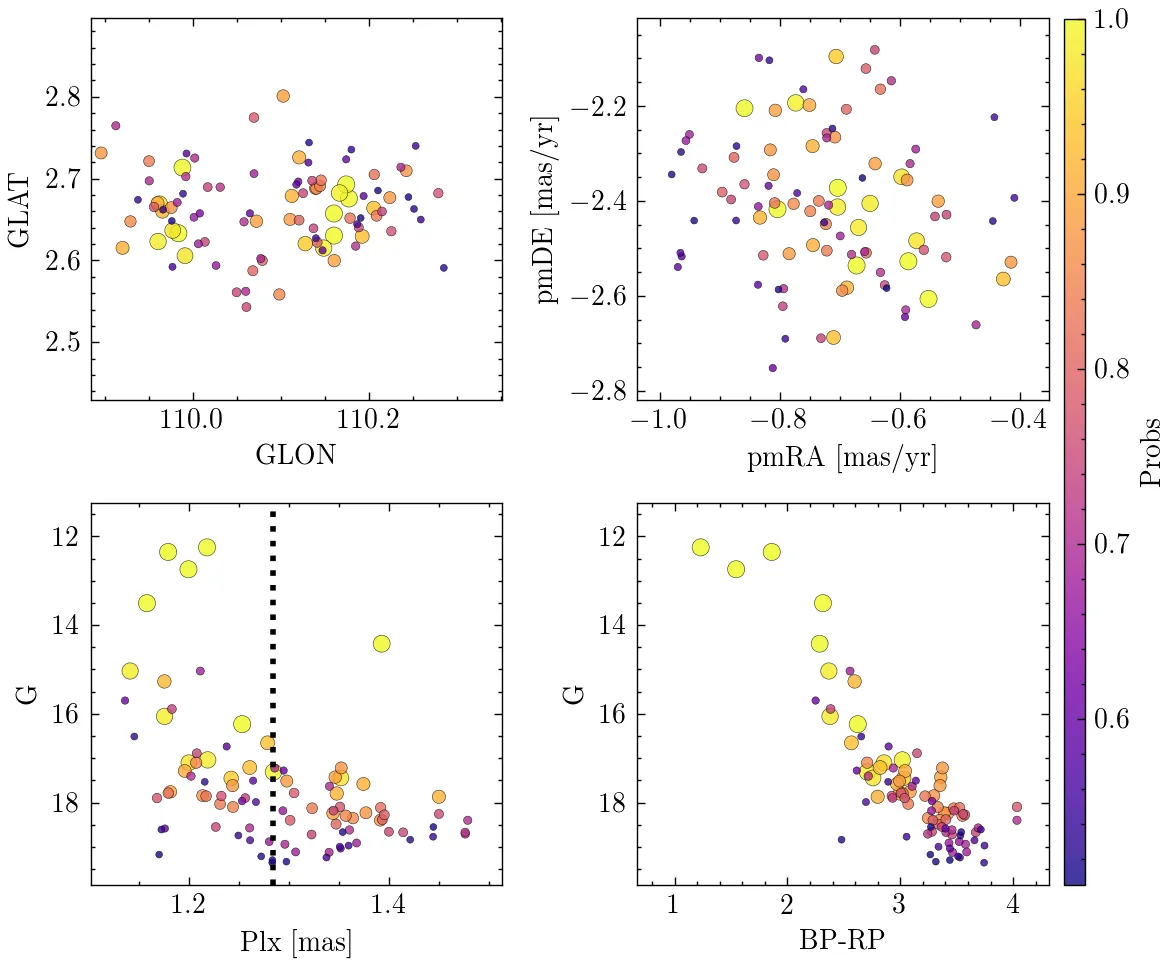 2.8
2.7
2.6
2.5
GLAT
110.0 110.2
GLON
−2.2
−2.4
−2.6
−2.8
pmDE [mas/yr]
−1.0 −0.8 −0.6 −0.4
pmRA [mas/yr]
1.0
0.9
0.8
0.7
0.6
Probs
12
14
16
18
G
1.2 1.4
Plx [mas]
12
14
16
18
G
1 2 3 4
BP-RP